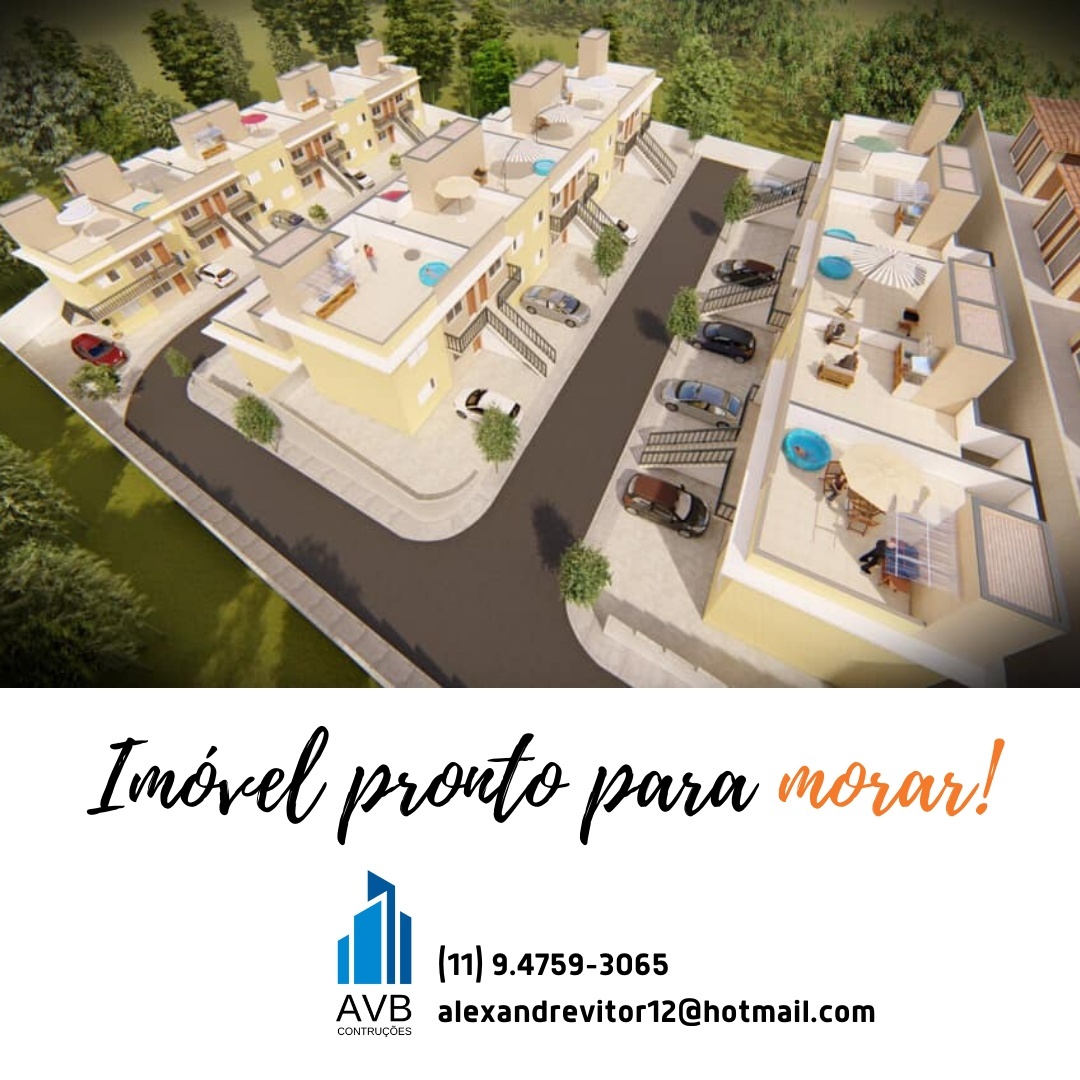 Imóvel pronto para morar!
(11) 9.4759-3065
AVB
CONTRUÇÕES
alexandrevitor12@hotmail.com